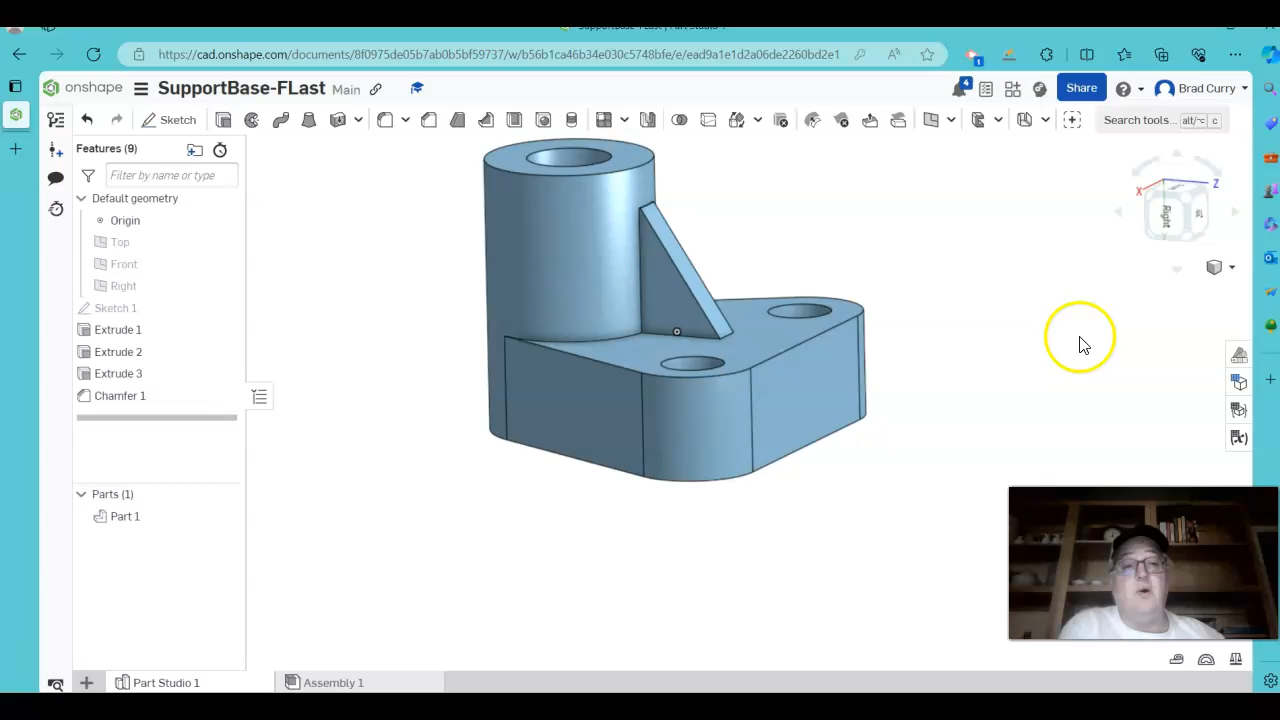 https://cad.onshape.com/documents/8f0975de05b7ab0b5bf59737/w/b56b1ca46b34e030c5748bfe/e/ead9a1e1d2a06de2260bd2e1
1
onshape
SupportBase-FLast Main
4
Share
Brad Curry
Sketch
Search tools... alt/⌥ c
Features (9)
Filter by name or type
Default geometry
Origin
Top
Front
Right
Sketch 1
Extrude 1
Extrude 2
Extrude 3
Chamfer 1
Parts (1)
Part 1
X
Z
Right
Part Studio 1
Assembly 1